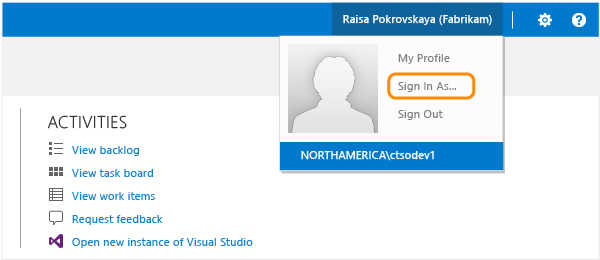 Raisa Pokrovskaya (Fabrikam)
My Profile
Sign In As...
Sign Out
NORTHAMERICA\ctsodev1
ACTIVITIES
View backlog
View task board
View work items
Request feedback
Open new instance of Visual Studio